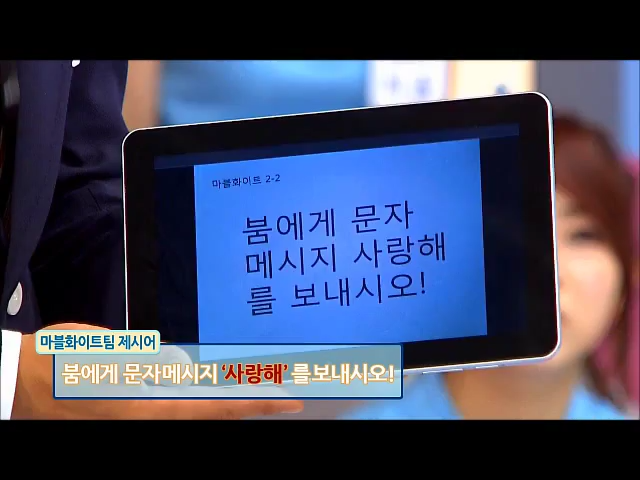 마블화이트 2-2
붐에게 문자
메시지 사랑해
를 보내시오!
마블화이트팀 제시어
붐에게 문자메시지 '사랑해' 를보내시오!